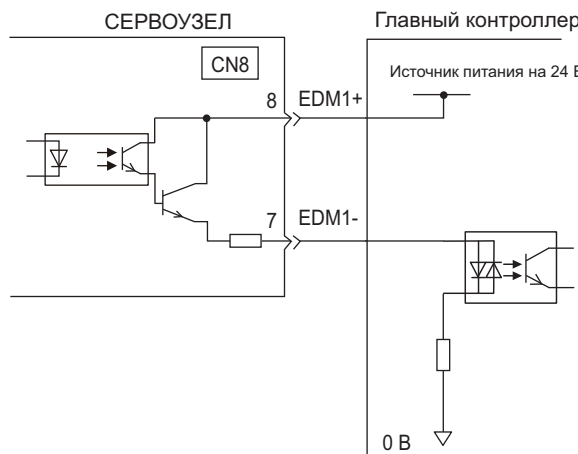 СЕРВОУЗЕЛ
Главный контроллер
CN8
Источник питания на 24 В
8
EDM1+
7
EDM1-
0 В